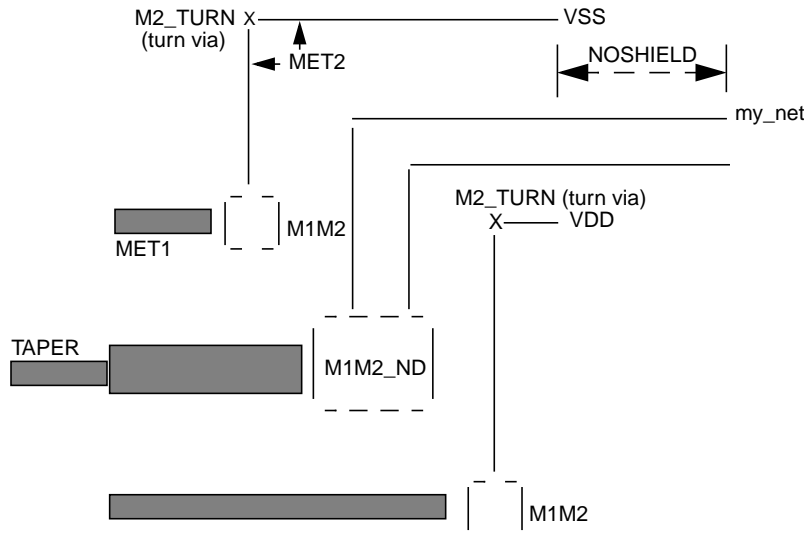 M2_TURN X
VSS
(turn via)
MET2
NOSHIELD
my_net
M2_TURN (turn via)
X
VDD
M1M2
MET1
TAPER
M1M2_ND
M1M2